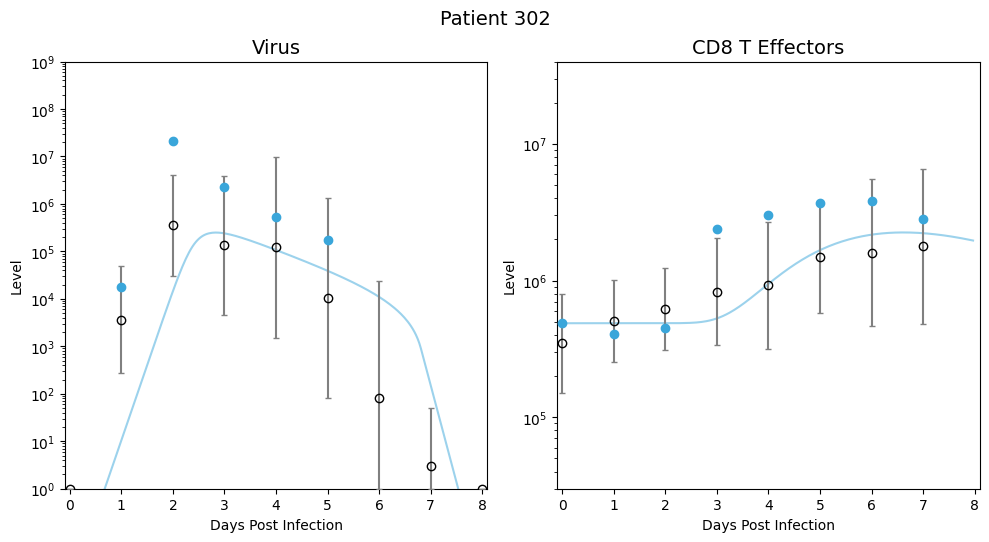 Patient 302
Virus
CD8 T Effectors
10⁹
10⁸
10⁷
10⁶
10⁵
10⁴
10³
10²
10¹
10⁰
Level
0 1 2 3 4 5 6 7 8
Days Post Infection
10⁷
10⁶
10⁵
Level
0 1 2 3 4 5 6 7 8
Days Post Infection